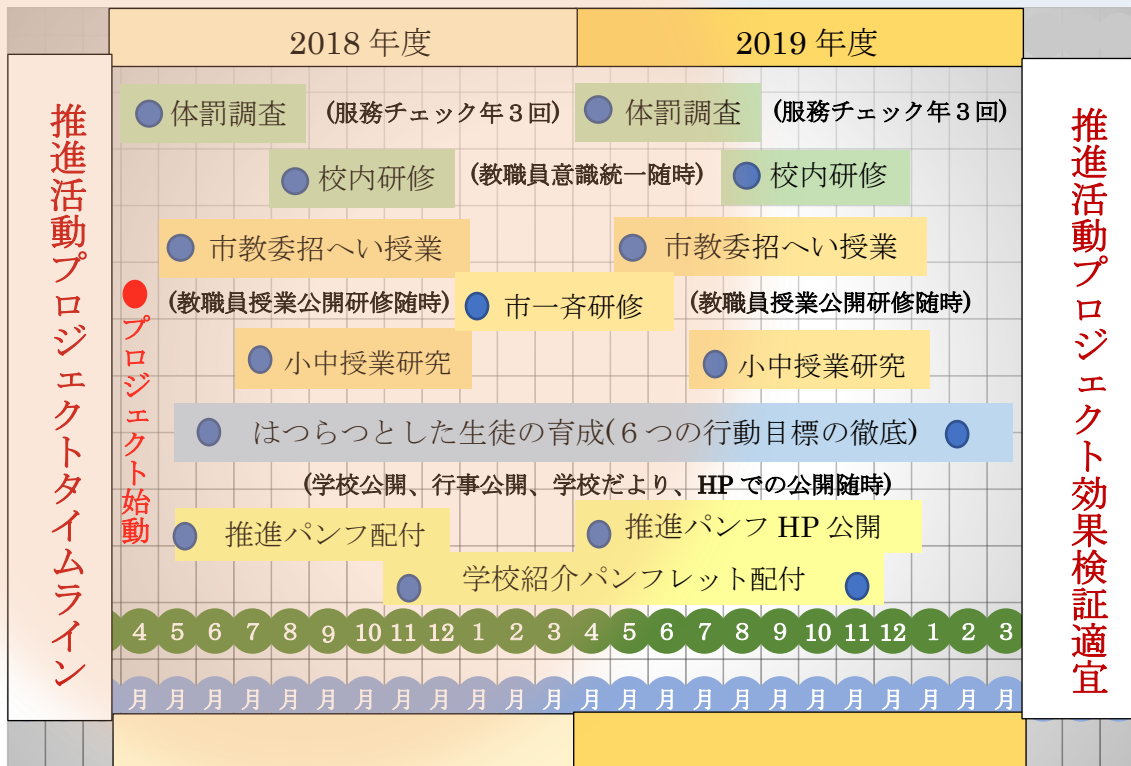 2018年度
2019年度
推進活動プロジェクトタイムライン
推進活動プロジェクト効果検証適宜
体罰調査
(服務チェック年３回)
体罰調査
(服務チェック年３回)
校内研修
(教職員意識統一随時)
校内研修
市教委招へい授業
市教委招へい授業
プロジェクト始動
(教職員授業公開研修随時)
市一斉研修
(教職員授業公開研修随時)
小中授業研究
小中授業研究
はつらつとした生徒の育成(６つの行動目標の徹底)
(学校公開、行事公開、学校だより、HPでの公開随時)
推進パンフ配付
推進パンフHP公開
学校紹介パンフレット配付
4 5 6 7 8 9 10 11 12 1 2 3 4 5 6 7 8 9 10 11 12 1 2 3
月 月 月 月 月 月 月 月 月 月 月 月 月 月 月 月 月 月 月 月 月 月 月 月